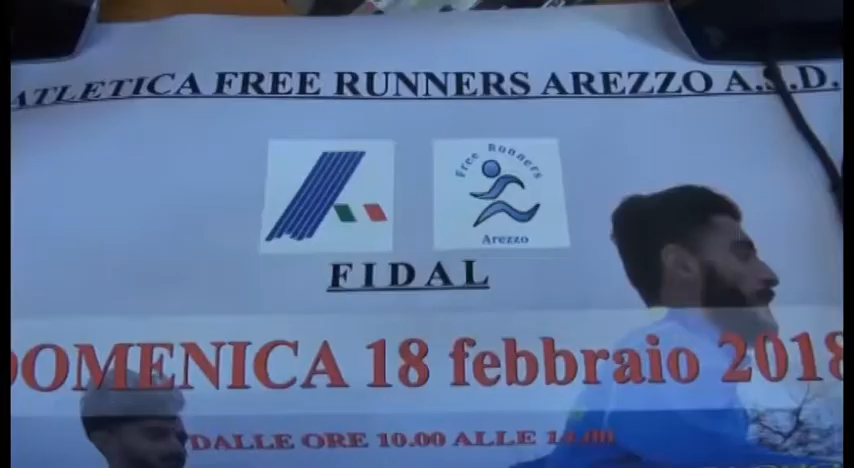 ATLETICA FREE RUNNERS AREZZO A.S.D.
Free Runners
Arezzo
FIDAL
DOMENICA 18 febbraio 2018
DALLE ORE 10.00 ALLE 14.00